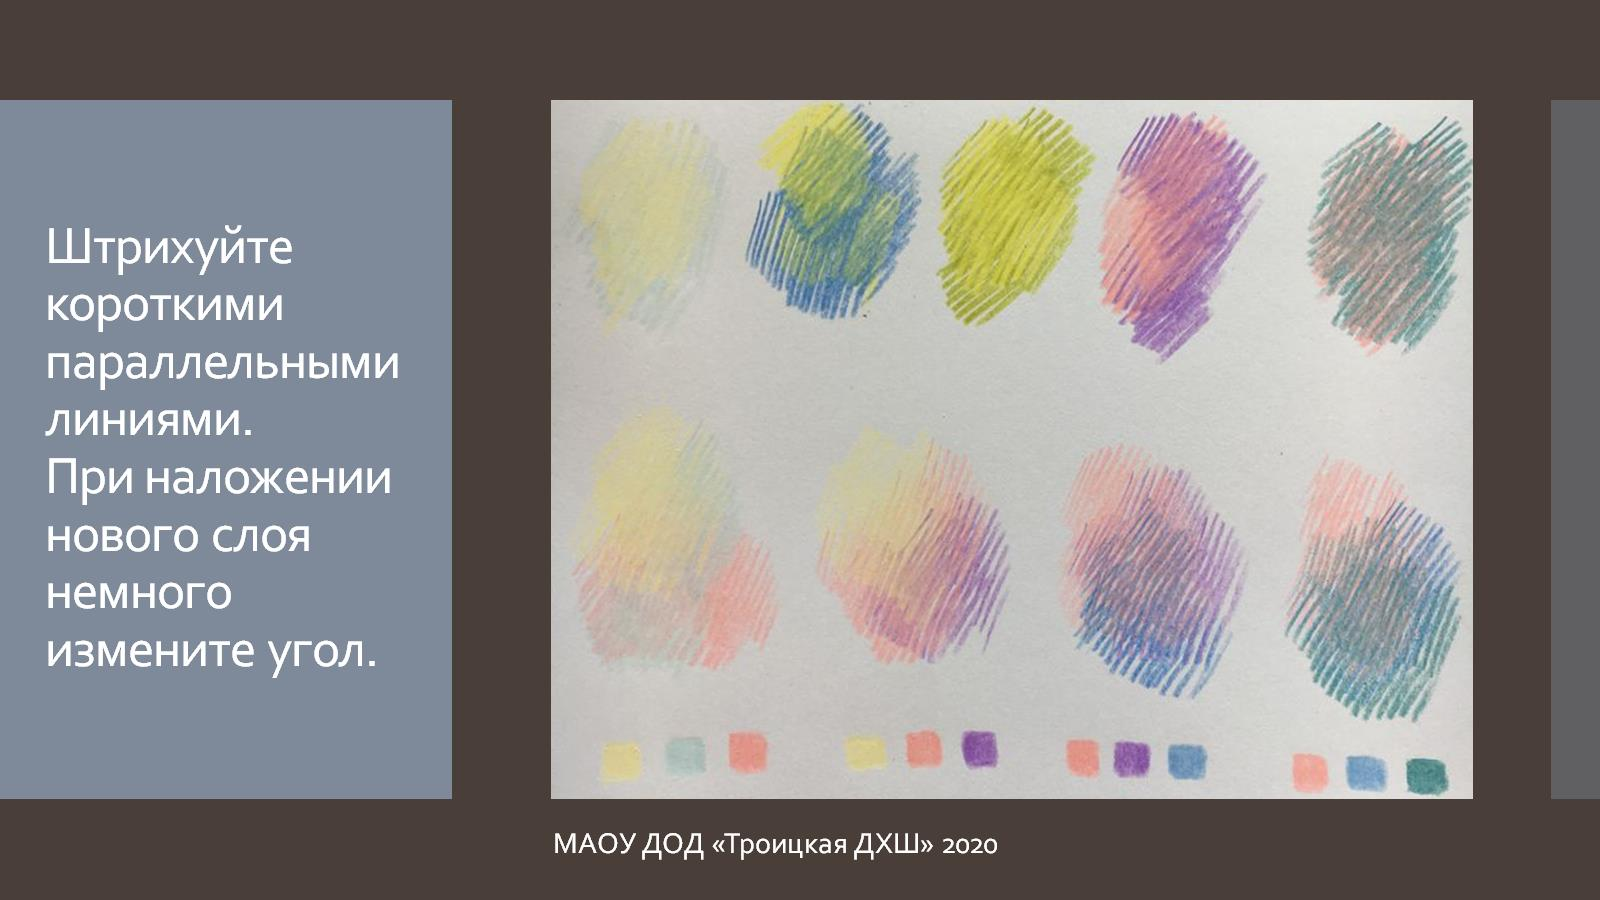 Штрихуйте
короткими
параллельными
линиями.
При наложении
нового слоя
немного
измените угол.
МАОУ ДОД «Троицкая ДХШ» 2020